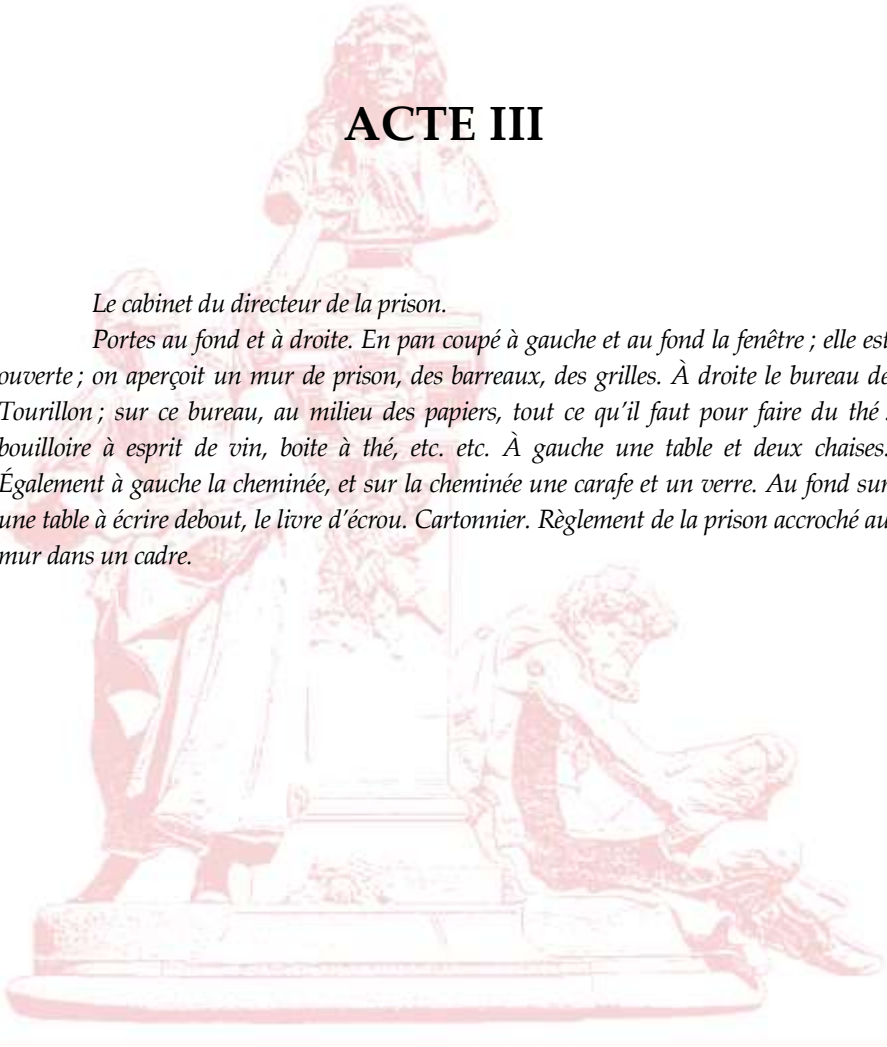 ACTE III
Le cabinet du directeur de la prison.
Portes au fond et à droite. En pan coupé à gauche et au fond la fenêtre ; elle est
ouverte ; on aperçoit un mur de prison, des barreaux, des grilles. À droite le bureau de
Tourillon ; sur ce bureau, au milieu des papiers, tout ce qu’il faut pour faire du thé :
bouilloire à esprit de vin, boite à thé, etc. etc. À gauche une table et deux chaises.
Également à gauche la cheminée, et sur la cheminée une carafe et un verre. Au fond sur
une table à écrire debout, le livre d’écrou. Cartonnier. Règlement de la prison accroché au
mur dans un cadre.